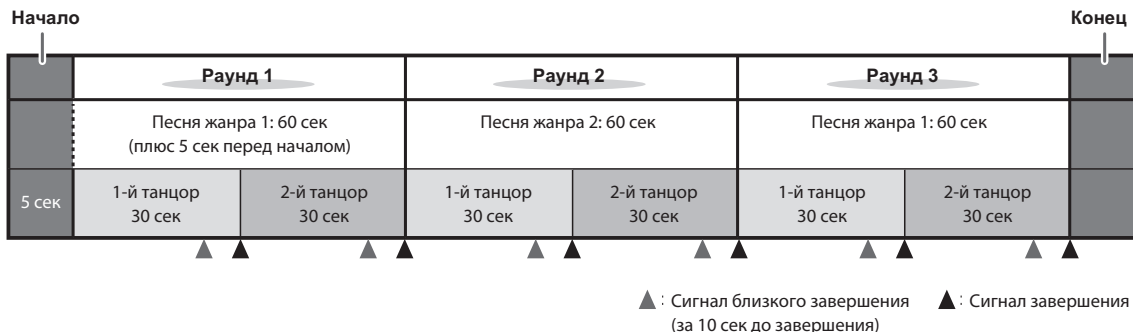 Начало
Конец
Раунд 1
Раунд 2
Раунд 3
Песня жанра 1: 60 сек
(плюс 5 сек перед началом)
Песня жанра 2: 60 сек
Песня жанра 1: 60 сек
5 сек
1-й танцор
30 сек
2-й танцор
30 сек
1-й танцор
30 сек
2-й танцор
30 сек
1-й танцор
30 сек
2-й танцор
30 сек
: Сигнал близкого завершения
(за 10 сек до завершения)
: Сигнал завершения